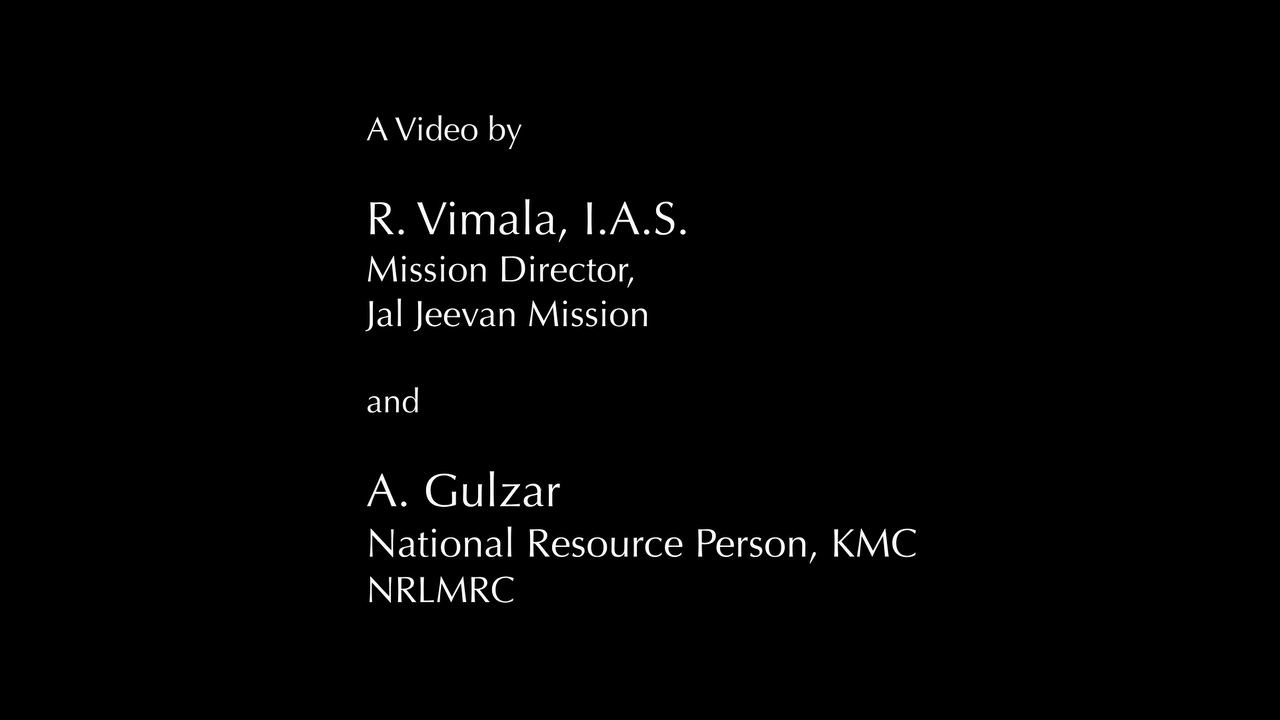 A Video by
R. Vimala, I.A.S.
Mission Director,
Jal Jeevan Mission
and
A. Gulzar
National Resource Person, KMC
NRLMRC